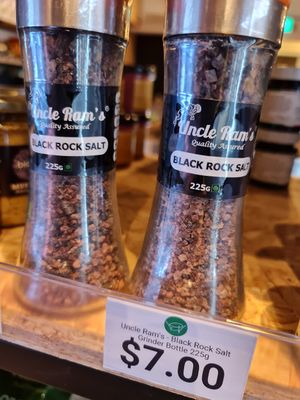 Uncle Ram's®
Quality Assured
BLACK ROCK SALT
225G
Uncle Ram's
Quality Assured
BLACK ROCK SALT
225G
Uncle Ram's - Black Rock Salt
Grinder Bottle 225g
$7.00